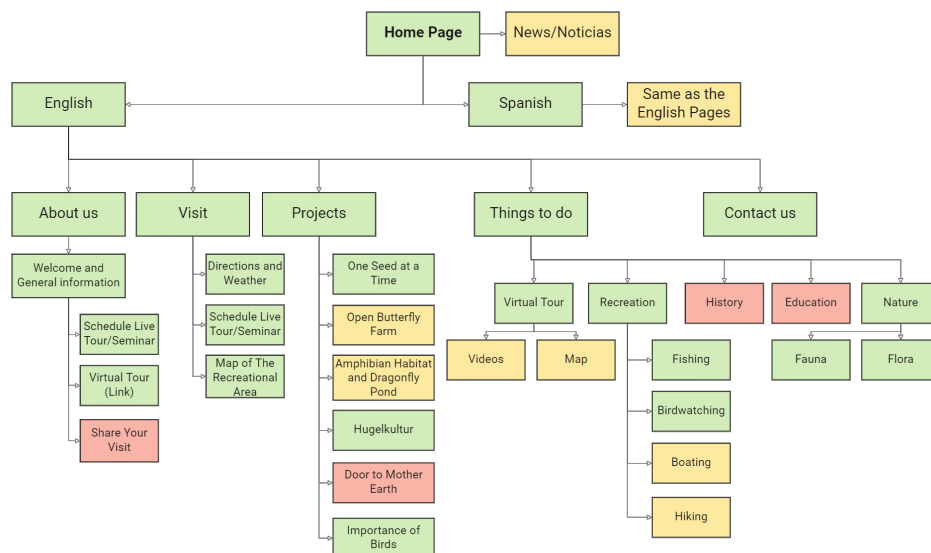 Home Page
News/Noticias
English
Spanish
Same as the
English Pages
About us
Visit
Projects
Things to do
Contact us
Welcome and
General information
Schedule Live
Tour/Seminar
Virtual Tour
(Link)
Share Your
Visit
Directions and
Weather
Schedule Live
Tour/Seminar
Map of The
Recreational
Area
One Seed at a
Time
Open Butterfly
Farm
Amphibian Habitat
and Dragonfly
Pond
Hugelkultur
Door to Mother
Earth
Importance of
Birds
Virtual Tour
Recreation
History
Education
Nature
Videos
Map
Fishing
Birdwatching
Boating
Hiking
Fauna
Flora